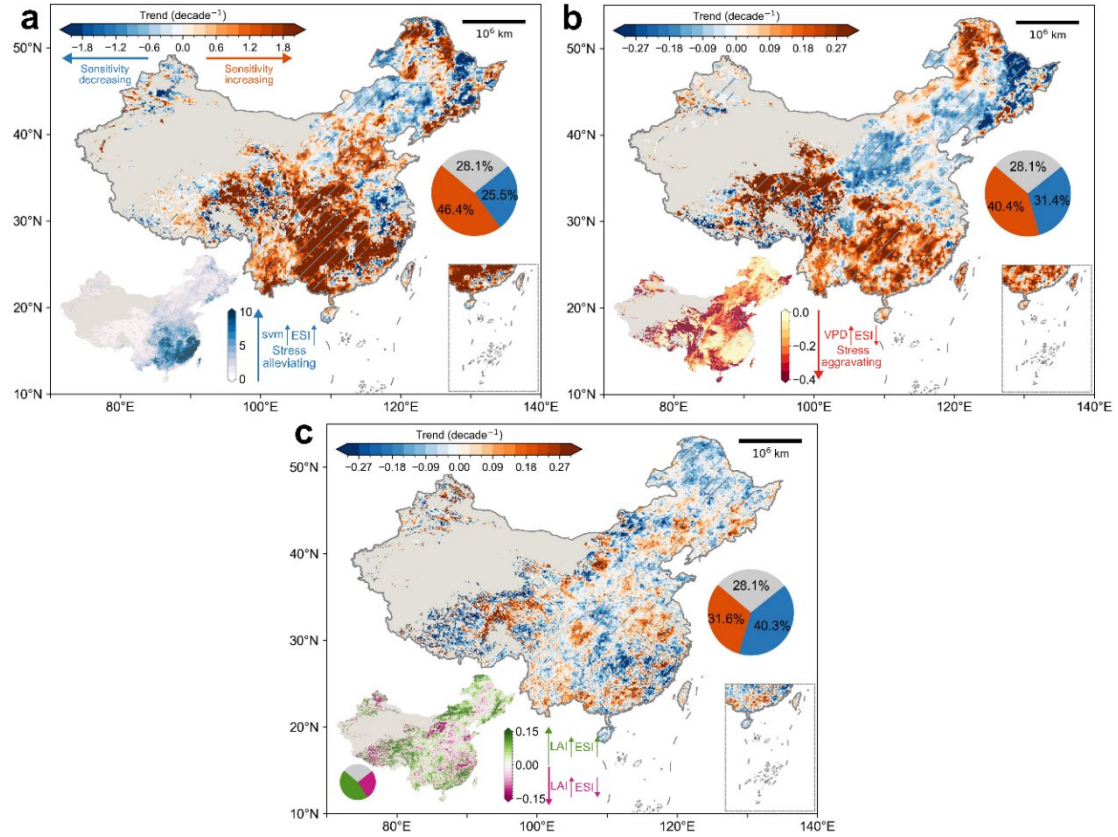 a
Trend (decade⁻¹)
−1.8 −1.2 −0.6 0.0 0.6 1.2 1.8
Sensitivity decreasing
Sensitivity increasing
10⁶ km
50°N
40°N
30°N
20°N
10°N
28.1%
25.5%
46.4%
10
5
0
svm↑ESI↑
Stress
alleviating
80°E 100°E 120°E 140°E
b
Trend (decade⁻¹)
−0.27 −0.18 −0.09 0.00 0.09 0.18 0.27
10⁶ km
50°N
40°N
30°N
20°N
10°N
28.1%
31.4%
40.4%
0.0
−0.2
−0.4
VPD↑ESI↓
Stress
aggravating
80°E 100°E 120°E 140°E
c
Trend (decade⁻¹)
−0.27 −0.18 −0.09 0.00 0.09 0.18 0.27
10⁶ km
50°N
40°N
30°N
20°N
10°N
28.1%
31.6%
40.3%
0.15
0.00
−0.15
LAI↑ESI↑
LAI↑ESI↓
80°E 100°E 120°E 140°E